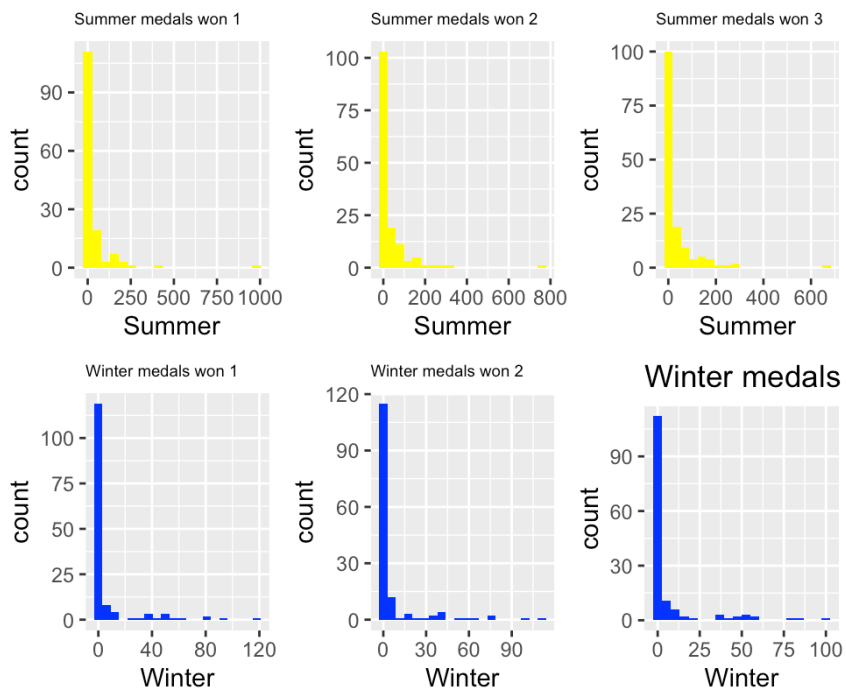 Summer medals won 1
90
60
30
0
count
0 250 500 750 1000
Summer
Summer medals won 2
100
75
50
25
0
count
0 200 400 600 800
Summer
Summer medals won 3
100
75
50
25
0
count
0 200 400 600
Summer
Winter medals won 1
100
75
50
25
0
count
0 40 80 120
Winter
Winter medals won 2
120
90
60
30
0
count
0 30 60 90
Winter
Winter medals
90
60
30
0
count
0 25 50 75 100
Winter